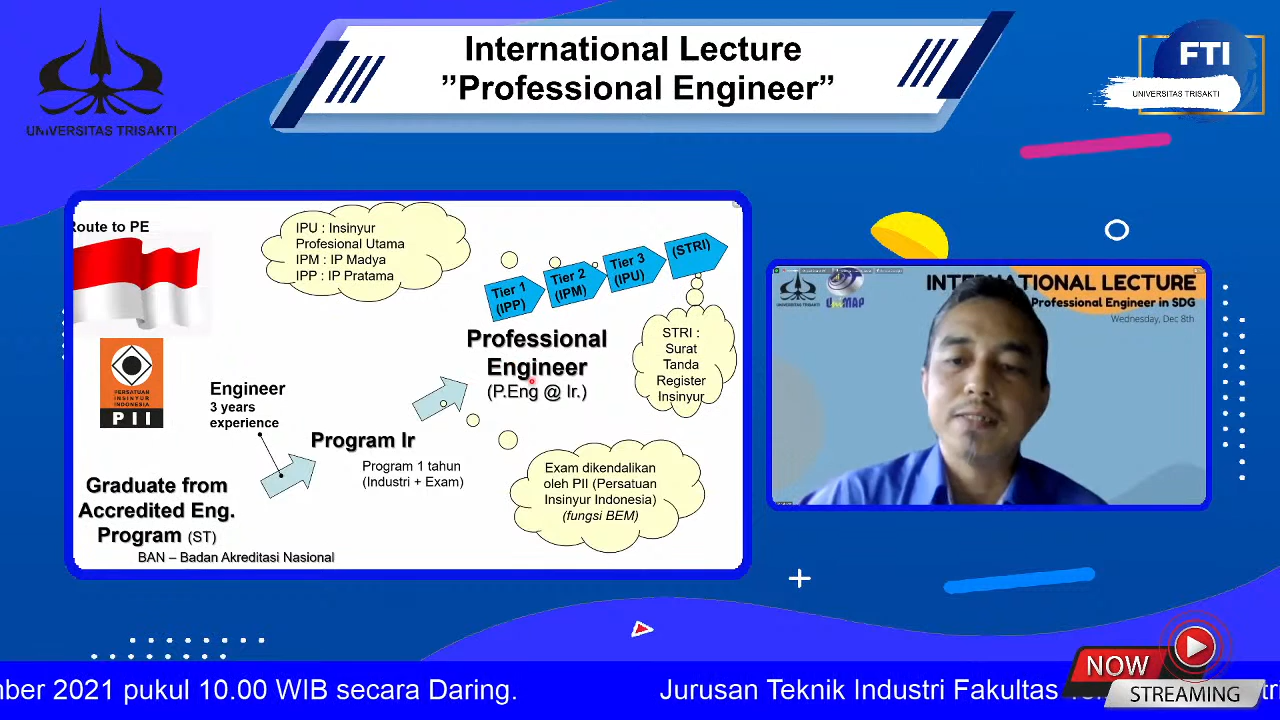 International Lecture
”Professional Engineer”
UNIVERSITAS TRISAKTI
FTI
UNIVERSITAS TRISAKTI
Route to PE
IPU : Insinyur
Profesional Utama
IPM : IP Madya
IPP : IP Pratama
Tier 1
(IPP)
Tier 2
(IPM)
Tier 3
(IPU)
(STRI)
Professional
Engineer
(P.Eng @ Ir.)
STRI :
Surat
Tanda
Register
Insinyur
PERSATUAN
INSINYUR
INDONESIA
PII
Engineer
3 years
experience
Program Ir
Program 1 tahun
(Industri + Exam)
Exam dikendalikan
oleh PII (Persatuan
Insinyur Indonesia)
(fungsi BEM)
Graduate from
Accredited Eng.
Program (ST)
BAN – Badan Akreditasi Nasional
INTERNATIONAL LECTURE
Professional Engineer in SDG
Wednesday, Dec 8th
UniMAP
mber 2021 pukul 10.00 WIB secara Daring.
Jurusan Teknik Industri Fakultas
NOW
STREAMING